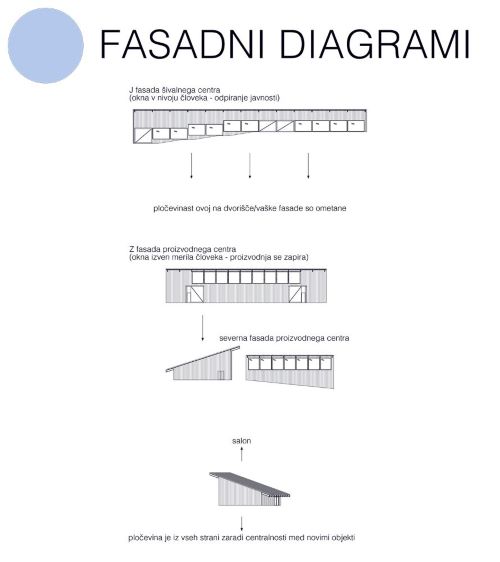 FASADNI DIAGRAMI
J fasada šivalnega centra
(okna v nivoju človeka - odpiranje javnosti)
pločevinast ovoj na dvorišče/vaške fasade so ometane
Z fasada proizvodnega centra
(okna izven merila človeka - proizvodnja se zapira)
severna fasada proizvodnega centra
salon
pločevina je iz vseh strani zaradi centralnosti med novimi objekti